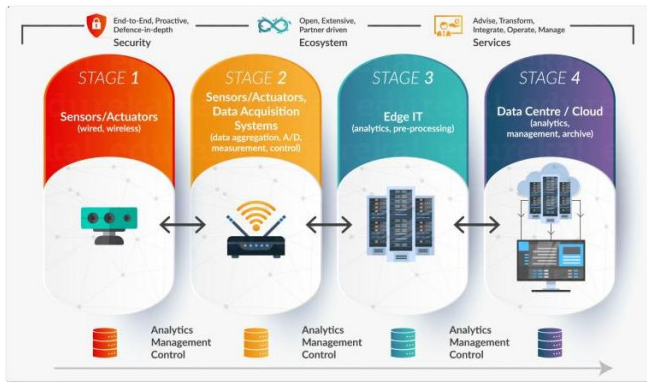 End-to-End, Proactive,
Defence-in-depth
Security
Open, Extensive,
Partner driven
Ecosystem
Advise, Transform,
Integrate, Operate, Manage
Services
STAGE 1
Sensors/Actuators
(wired, wireless)
STAGE 2
Sensors/Actuators,
Data Acquisition
Systems
(data aggregation, A/D,
measurement, control)
STAGE 3
Edge IT
(analytics, pre-processing)
STAGE 4
Data Centre / Cloud
(analytics,
management, archive)
Analytics
Management
Control
Analytics
Management
Control
Analytics
Management
Control